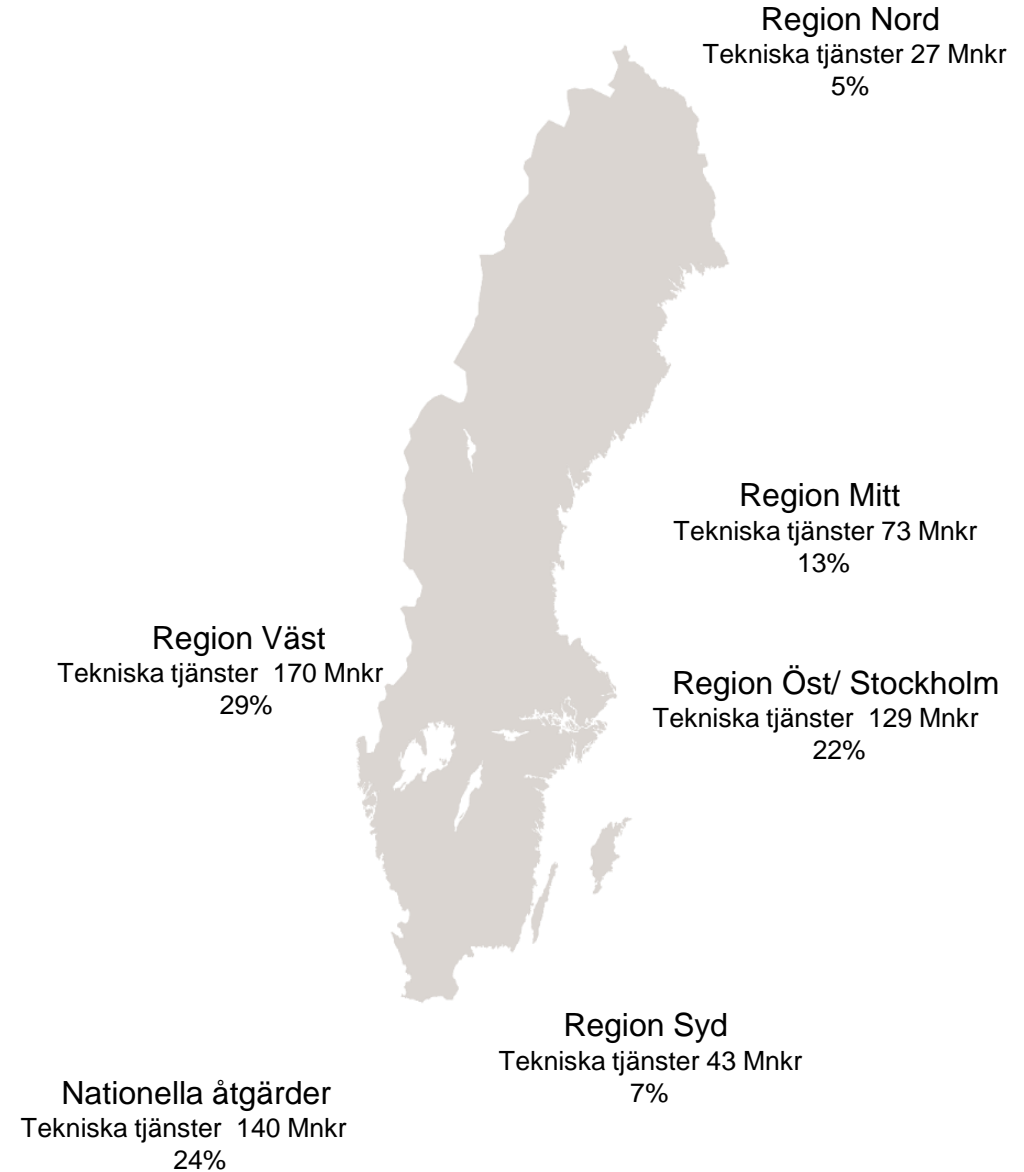 Region Nord
Tekniska tjänster 27 Mnkr
5%
Region Mitt
Tekniska tjänster 73 Mnkr
13%
Region Väst
Tekniska tjänster 170 Mnkr
29%
Region Öst/ Stockholm
Tekniska tjänster 129 Mnkr
22%
Region Syd
Tekniska tjänster 43 Mnkr
7%
Nationella åtgärder
Tekniska tjänster 140 Mnkr
24%